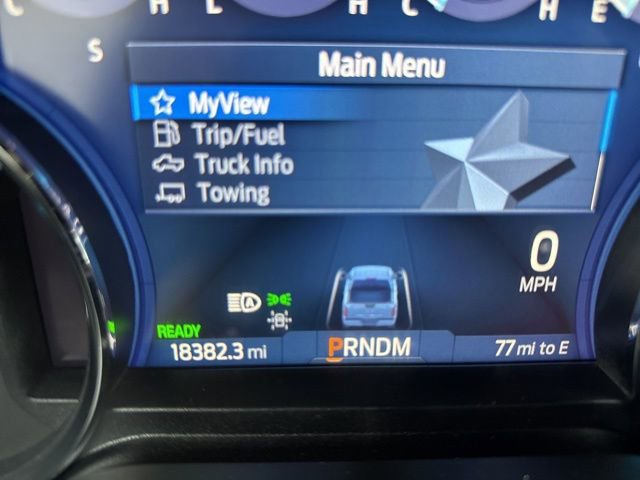 C H L H C H E
S
Main Menu
MyView
Trip/Fuel
Truck Info
Towing
0
MPH
A
READY
18382.3 mi PRNDM 77 mi to E